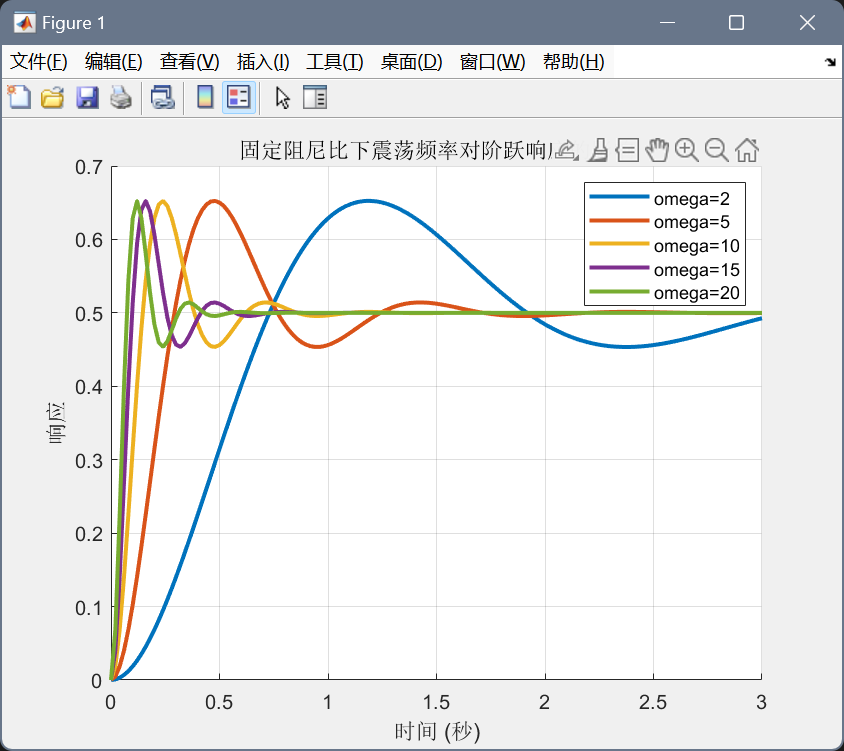 Figure 1
文件(F) 编辑(E) 查看(V) 插入(I) 工具(T) 桌面(D) 窗口(W) 帮助(H)
固定阻尼比下震荡频率对阶跃响
0.7
0.6
0.5
0.4
0.3
0.2
0.1
0
响应
omega=2
omega=5
omega=10
omega=15
omega=20
0 0.5 1 1.5 2 2.5 3
时间 (秒)